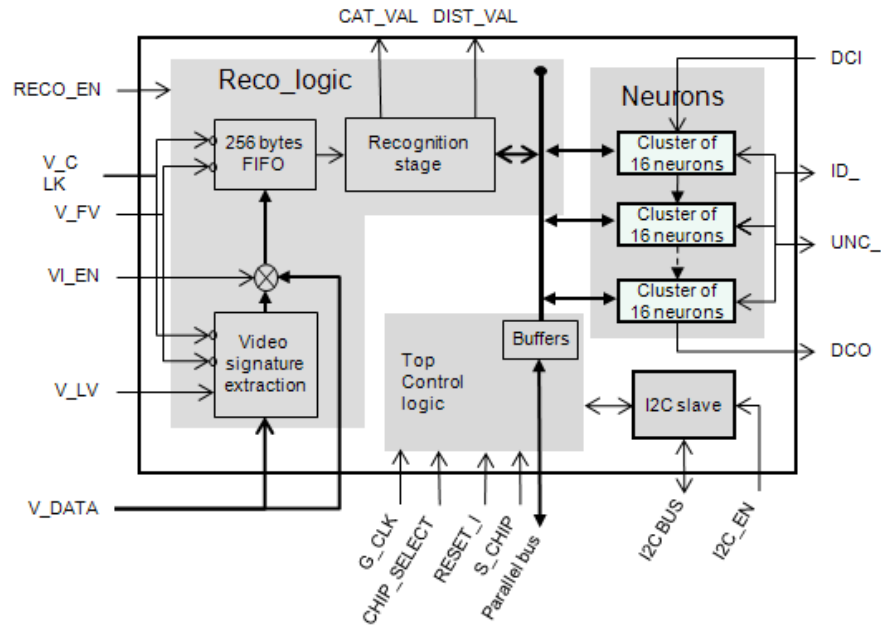 CAT_VAL DIST_VAL
RECO_EN
Reco_logic
Neurons
DCI
256 bytes
FIFO
Recognition
stage
Cluster of
16 neurons
V_C
LK
ID_
V_FV
Cluster of
16 neurons
UNC_
VI_EN
Cluster of
16 neurons
Video
signature
extraction
Buffers
DCO
Top
Control
logic
V_LV
I2C slave
V_DATA
G_CLK
CHIP_SELECT
RESET_I
S_CHIP
Parallel bus
I2C BUS
I2C_EN